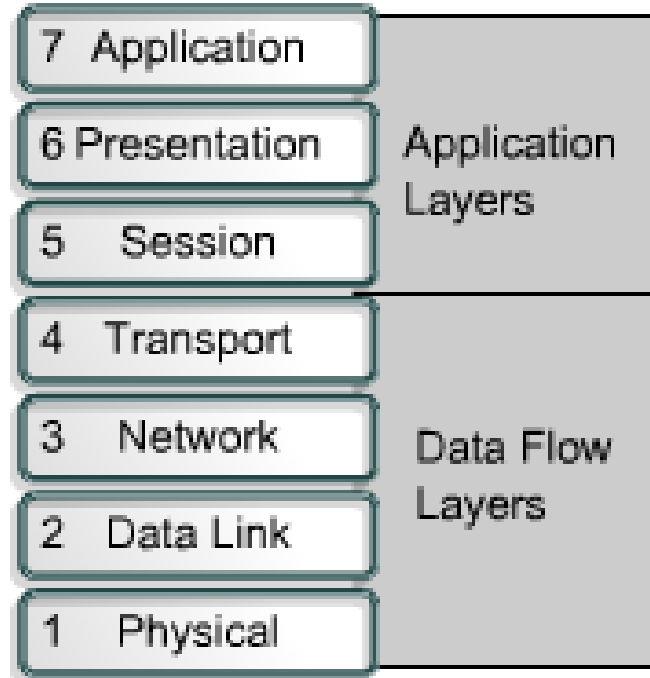 7 Application
6 Presentation
5 Session
4 Transport
3 Network
2 Data Link
1 Physical
Application
Layers
Data Flow
Layers